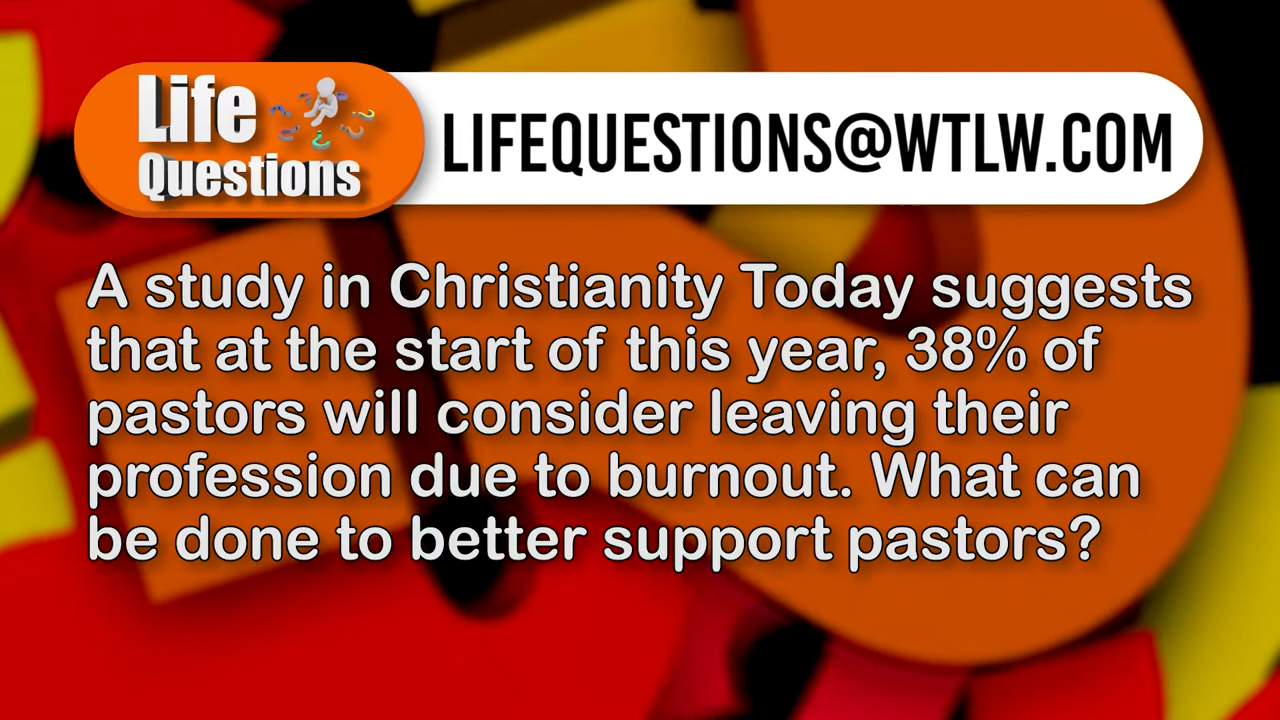 Life
Questions
LIFEQUESTIONS@WTLW.COM
A study in Christianity Today suggests
that at the start of this year, 38% of
pastors will consider leaving their
profession due to burnout. What can
be done to better support pastors?